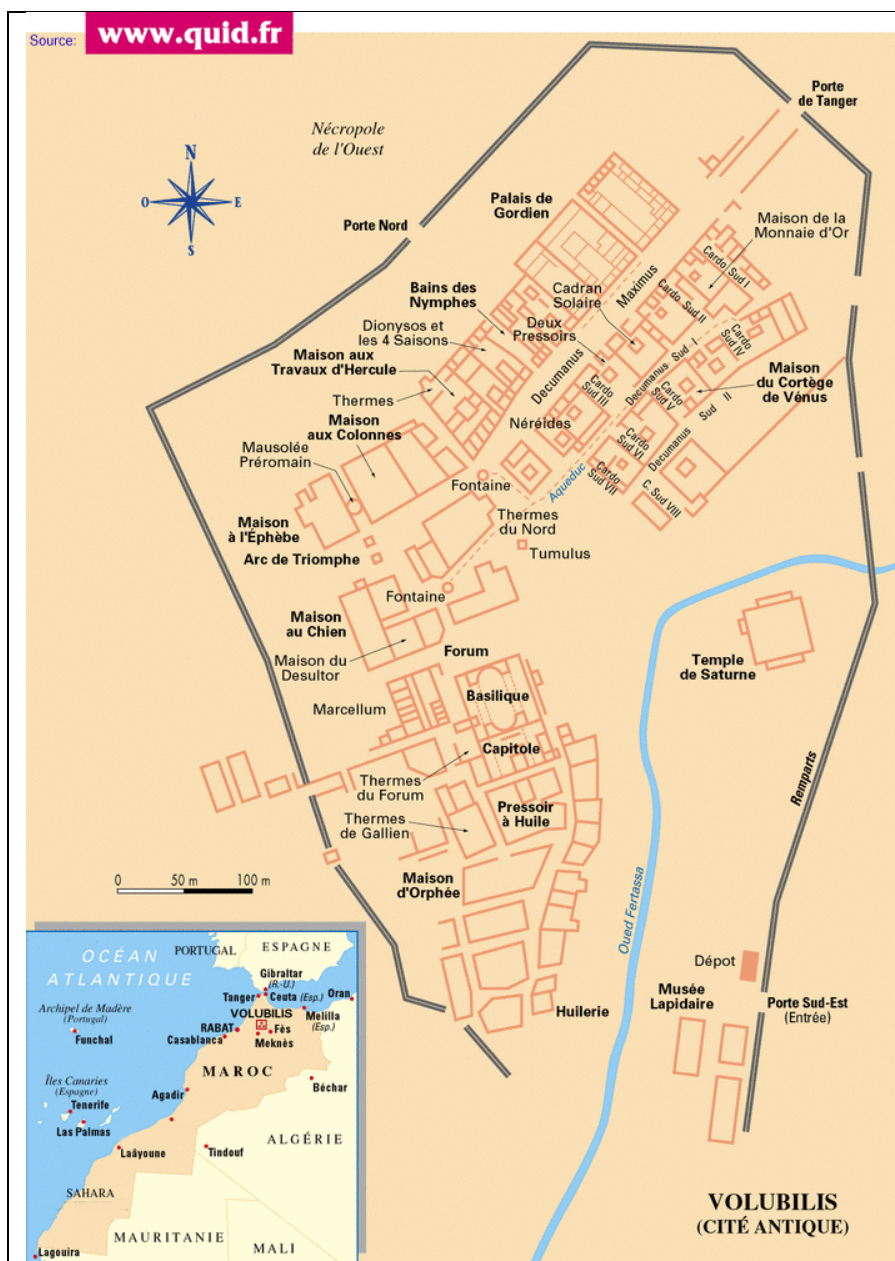 Source:
www.quid.fr
Porte
de Tanger
Nécropole
de l'Ouest
N
O
E
S
Porte Nord
Palais de
Gordien
Maison de la
Monnaie d'Or
Cardo Sud I
Bains des
Nymphes
Cadran
Solaire
Maximus
Cardo Sud II
Dionysos et
les 4 Saisons
Deux
Pressoirs
Decumanus Sud I
Cardo
Sud IV
Maison aux
Travaux d'Hercule
Decumanus
Cardo
Sud III
Cardo
Sud V
Maison
du Cortège
de Vénus
Thermes
Decumanus Sud II
Maison
aux Colonnes
Néréides
Cardo
Sud VI
Mausolée
Préromain
Fontaine
Aqueduc
Cardo
Sud VII
C. Sud VIII
Maison
à l'Éphèbe
Thermes
du Nord
Arc de Triomphe
Tumulus
Fontaine
Maison
au Chien
Forum
Temple
de Saturne
Maison du
Desultor
Marcellum
Basilique
Capitole
Remparts
Thermes
du Forum
Pressoir
à Huile
Thermes
de Gallien
Maison
d'Orphée
0 50 m 100 m
Oued Fertassa
Dépot
Musée
Lapidaire
Porte Sud-Est
(Entrée)
Huilerie
OCÉAN
ATLANTIQUE
PORTUGAL
ESPAGNE
Gibraltar
(R.-U.)
Tanger
Ceuta (Esp.)
Oran
Archipel de Madère
(Portugal)
Funchal
VOLUBILIS
Melilla
(Esp.)
RABAT
Fès
Casablanca
Meknès
MAROC
Îles Canaries
(Espagne)
Tenerife
Agadir
Béchar
Las Palmas
ALGÉRIE
Laâyoune
Tindouf
SAHARA
MAURITANIE
MALI
Lagouira
VOLUBILIS
(CITÉ ANTIQUE)